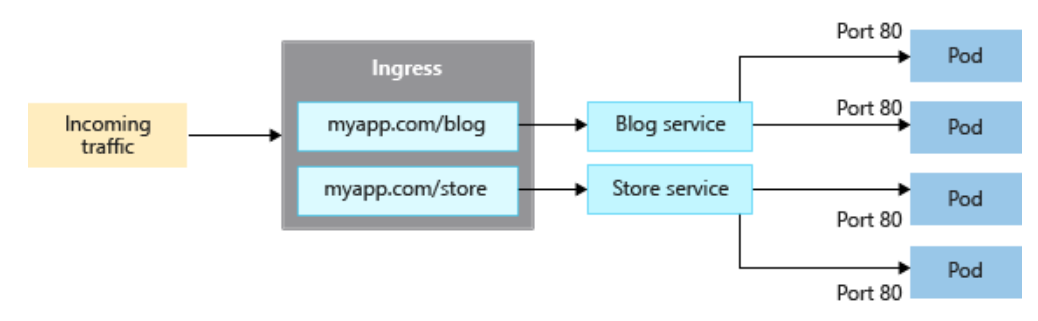 Port 80
Pod
Ingress
Incoming
traffic
myapp.com/blog
Blog service
Port 80
Pod
myapp.com/store
Store service
Pod
Port 80
Pod
Port 80